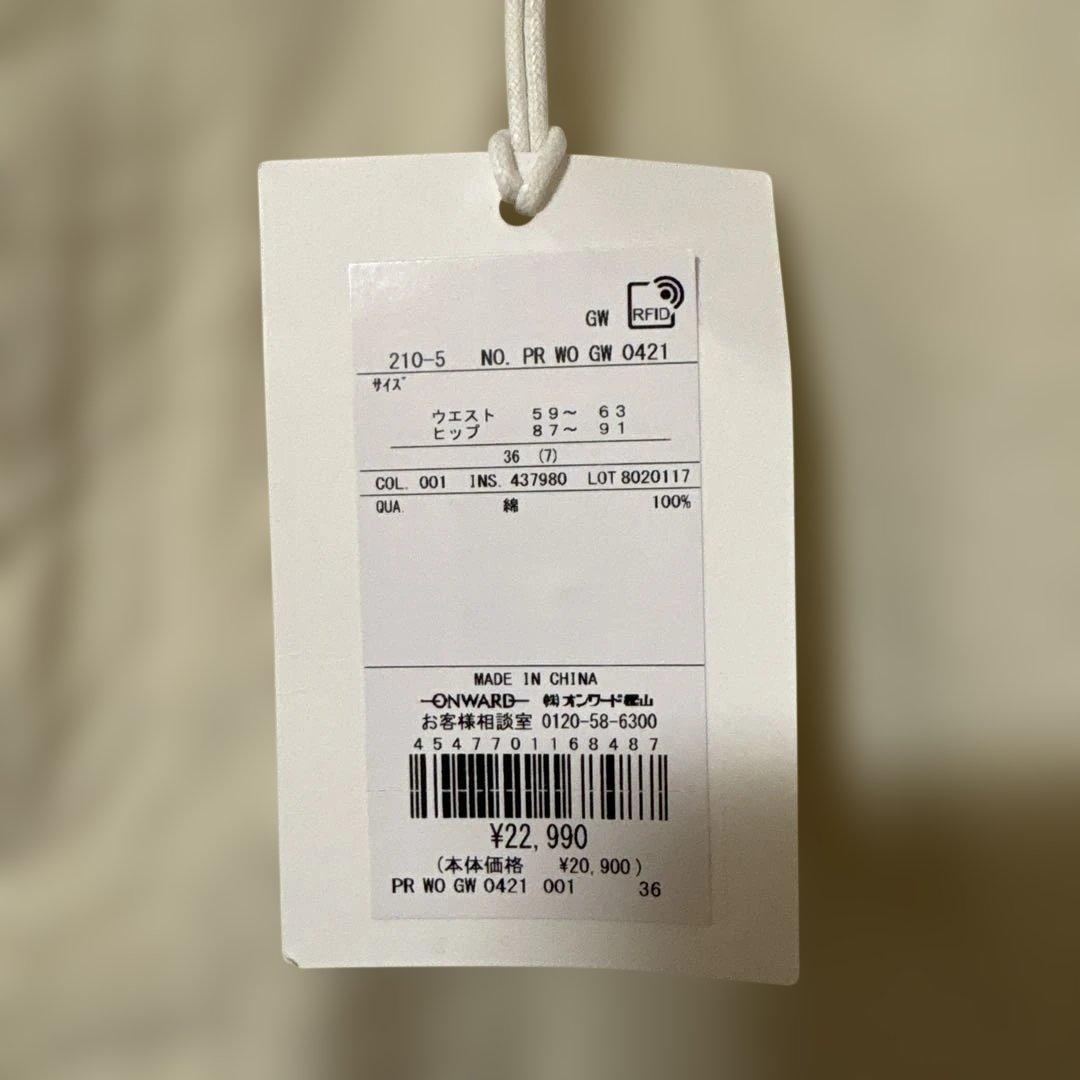 GW RFID
210-5 NO. PR WO GW 0421
サイズ
ウエスト 59～ 63
ヒップ 87～ 91
36 (7)
COL. 001 INS. 437980 LOT 8020117
QUA. 綿 100%
MADE IN CHINA
ONWARD ㈱オンワード樫山
お客様相談室 0120-58-6300
4547701168487
¥22,990
(本体価格 ¥20,900)
PR WO GW 0421 001 36